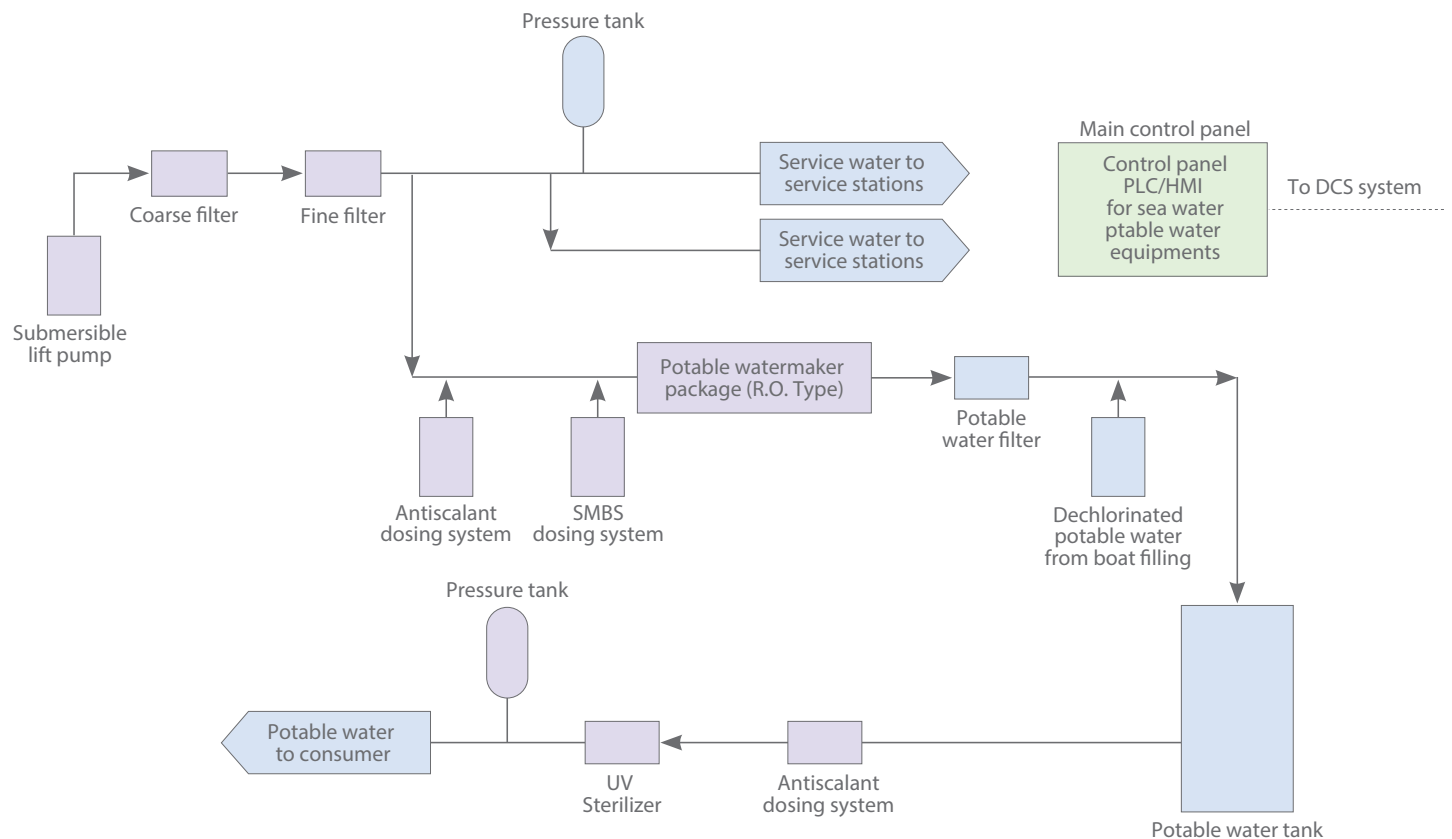 Pressure tank
Main control panel
Service water to
service stations
Control panel
PLC/HMI
for sea water
ptable water
equipments
To DCS system
Coarse filter
Fine filter
Service water to
service stations
Submersible
lift pump
Potable watermaker
package (R.O. Type)
Potable
water filter
Antiscalant
dosing system
SMBS
dosing system
Dechlorinated
potable water
from boat filling
Pressure tank
Potable water
to consumer
UV
Sterilizer
Antiscalant
dosing system
Potable water tank